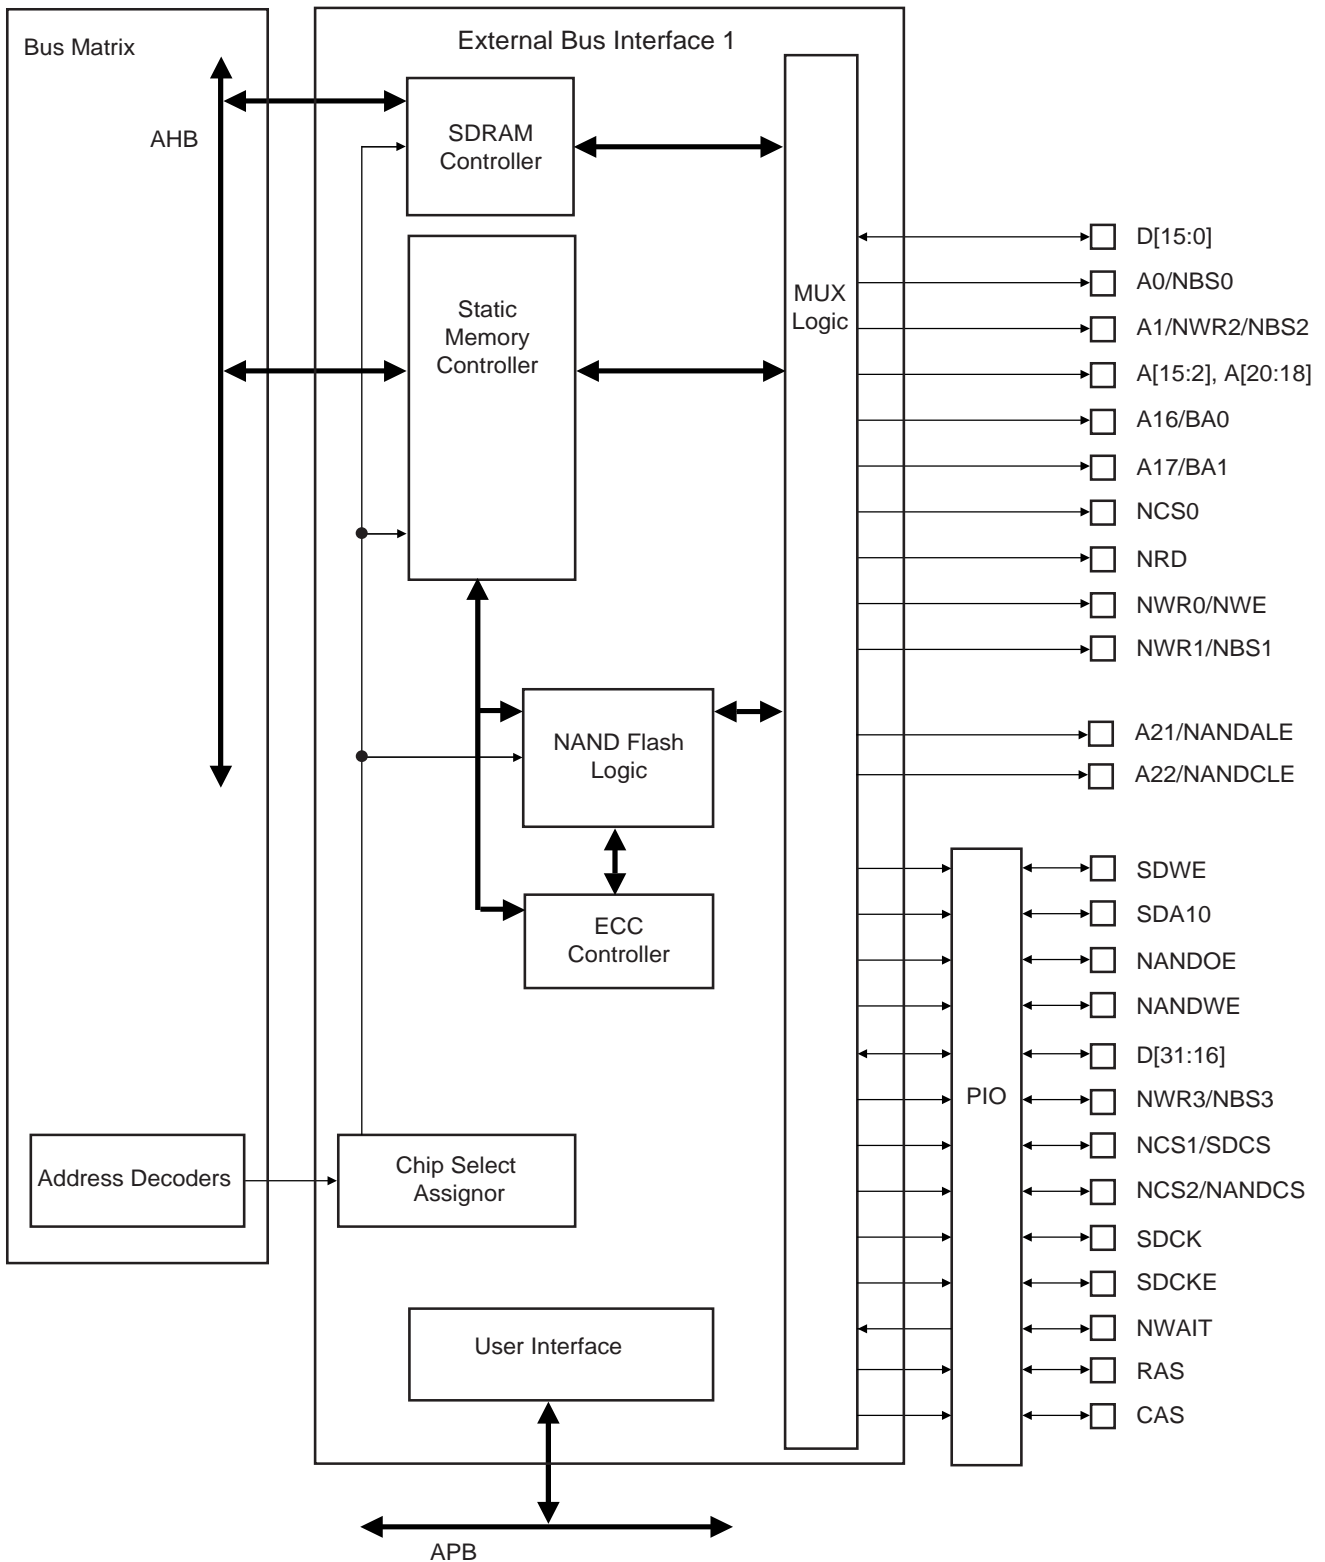 Bus Matrix
External Bus Interface 1
AHB
SDRAM
Controller
Static
Memory
Controller
MUX
Logic
NAND Flash
Logic
ECC
Controller
Address Decoders
Chip Select
Assignor
User Interface
APB
PIO
D[15:0]
A0/NBS0
A1/NWR2/NBS2
A[15:2], A[20:18]
A16/BA0
A17/BA1
NCS0
NRD
NWR0/NWE
NWR1/NBS1
A21/NANDALE
A22/NANDCLE
SDWE
SDA10
NANDOE
NANDWE
D[31:16]
NWR3/NBS3
NCS1/SDCS
NCS2/NANDCS
SDCK
SDCKE
NWAIT
RAS
CAS